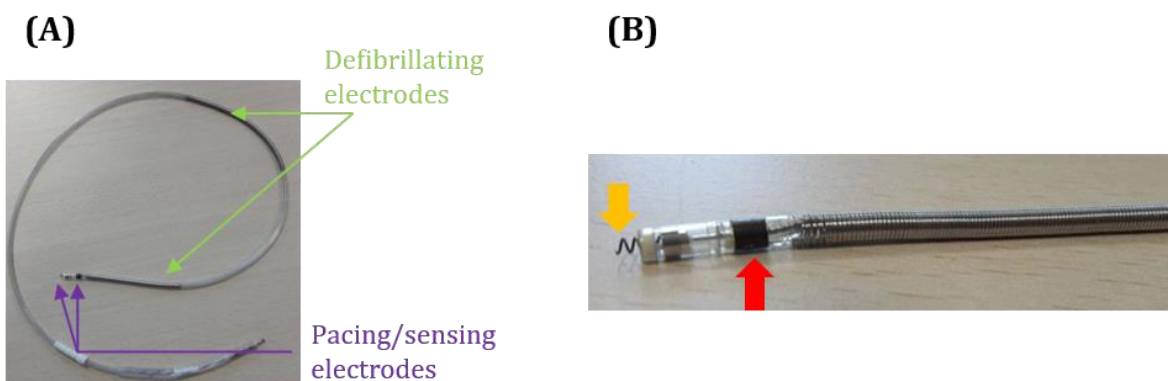 (A)
(B)
Defibrillating
electrodes
Pacing/sensing
electrodes